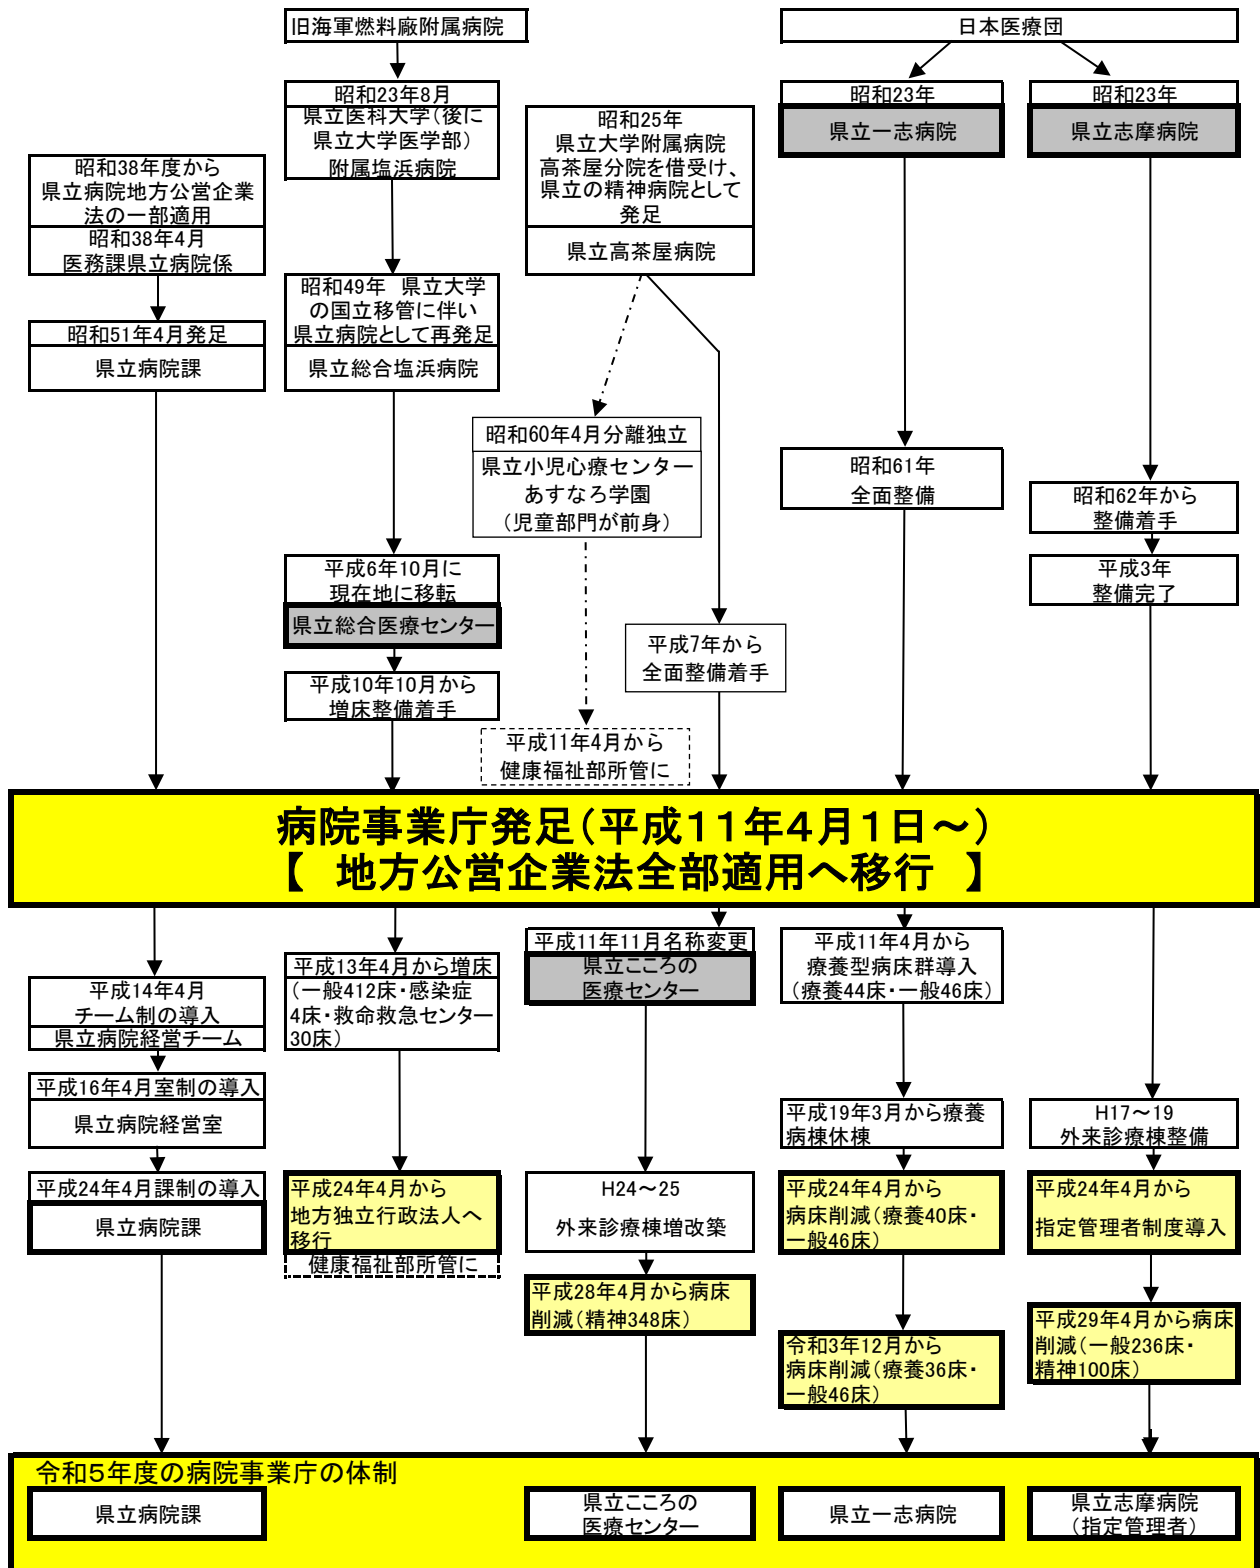 旧海軍燃料廠附属病院
日本医療団
昭和23年8月
県立医科大学(後に
県立大学医学部)
附属塩浜病院
昭和25年
県立大学附属病院
高茶屋分院を借受け、
県立の精神病院として
発足
県立高茶屋病院
昭和23年
県立一志病院
昭和23年
県立志摩病院
昭和38年度から
県立病院地方公営企業
法の一部適用
昭和38年4月
医務課県立病院係
昭和49年 県立大学
の国立移管に伴い
県立病院として再発足
県立総合塩浜病院
昭和51年4月発足
県立病院課
昭和60年4月分離独立
県立小児心療センター
あすなろ学園
(児童部門が前身)
昭和61年
全面整備
昭和62年から
整備着手
平成3年
整備完了
平成6年10月に
現在地に移転
県立総合医療センター
平成10年10月から
増床整備着手
平成7年から
全面整備着手
平成11年4月から
健康福祉部所管に
病院事業庁発足(平成11年4月1日~)
【 地方公営企業法全部適用へ移行 】
平成14年4月
チーム制の導入
県立病院経営チーム
平成16年4月室制の導入
県立病院経営室
平成24年4月課制の導入
県立病院課
平成13年4月から増床
(一般412床・感染症
4床・救命救急センター
30床)
平成24年4月から
地方独立行政法人へ
移行
健康福祉部所管に
平成11年11月名称変更
県立こころの
医療センター
H24~25
外来診療棟増改築
平成28年4月から病床
削減(精神348床)
平成11年4月から
療養型病床群導入
(療養44床・一般46床)
平成19年3月から療養
病棟休棟
平成24年4月から
病床削減(療養40床・
一般46床)
令和3年12月から
病床削減(療養36床・
一般46床)
H17~19
外来診療棟整備
平成24年4月から
指定管理者制度導入
平成29年4月から病床
削減(一般236床・
精神100床)
令和5年度の病院事業庁の体制
県立病院課
県立こころの
医療センター
県立一志病院
県立志摩病院
(指定管理者)